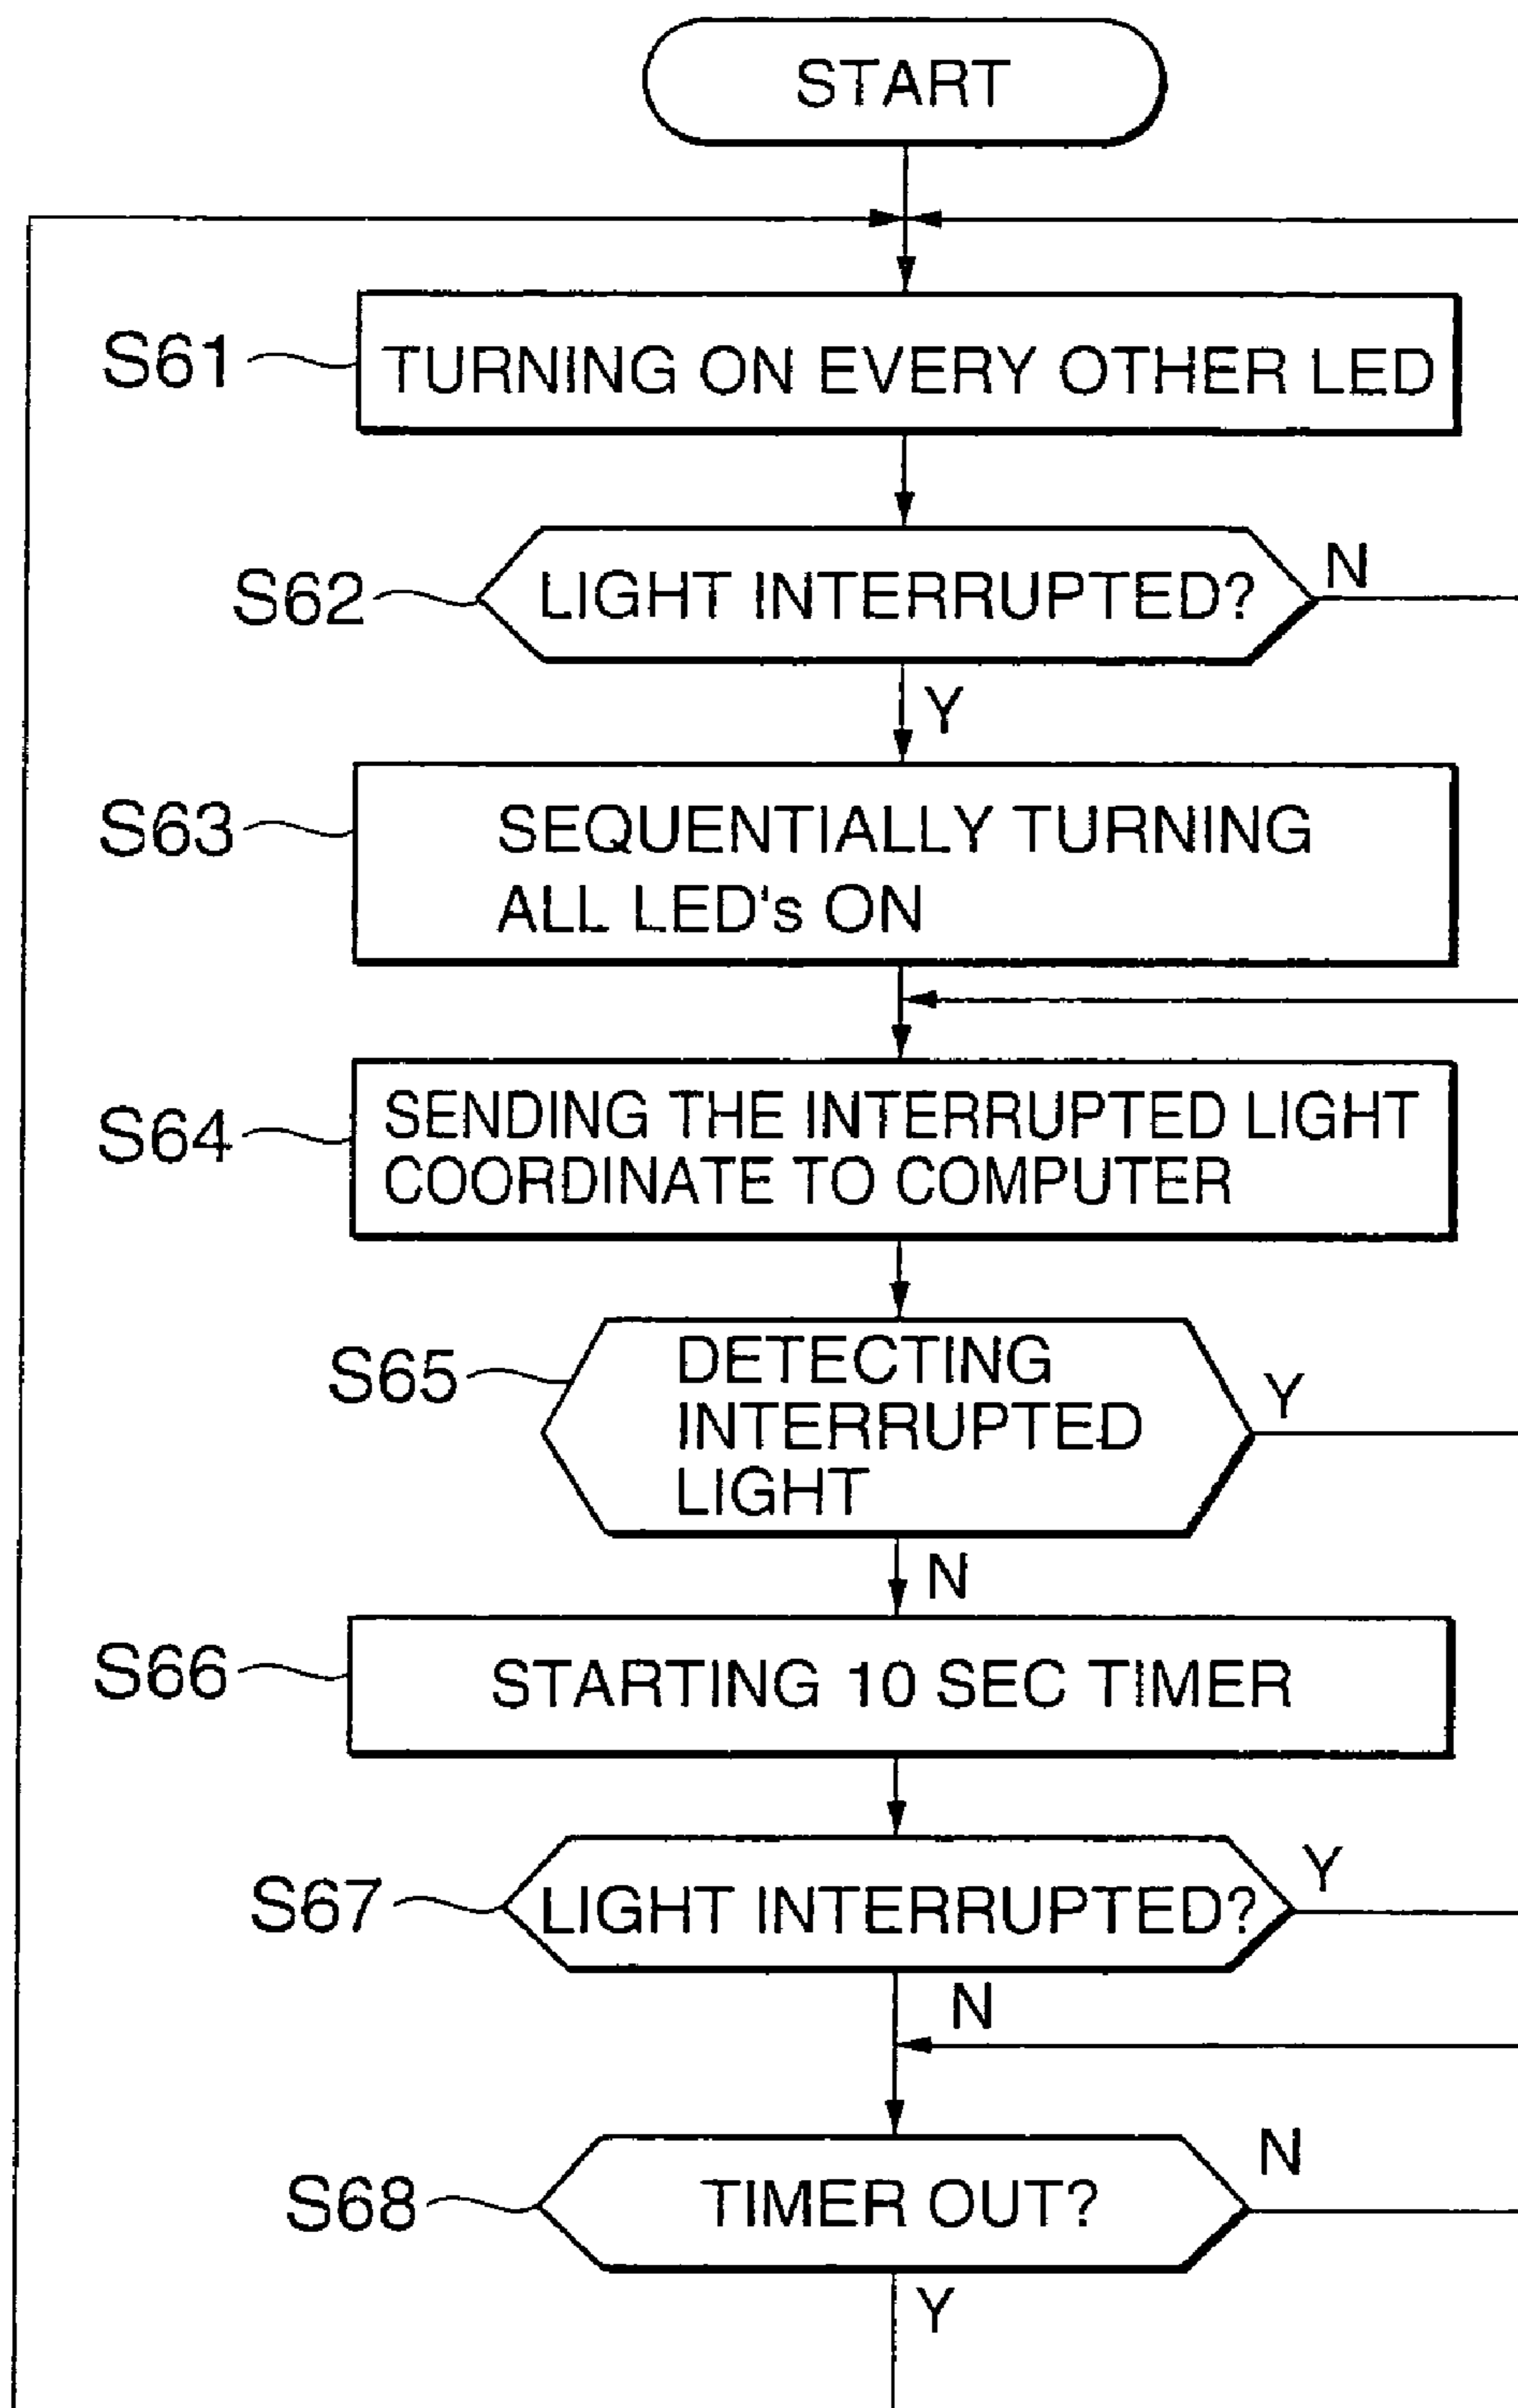 START
S61
TURNING ON EVERY OTHER LED
S62
LIGHT INTERRUPTED?
N
Y
S63
SEQUENTIALLY TURNING
ALL LED's ON
S64
SENDING THE INTERRUPTED LIGHT
COORDINATE TO COMPUTER
S65
DETECTING
INTERRUPTED
LIGHT
Y
N
S66
STARTING 10 SEC TIMER
S67
LIGHT INTERRUPTED?
Y
N
S68
TIMER OUT?
N
Y